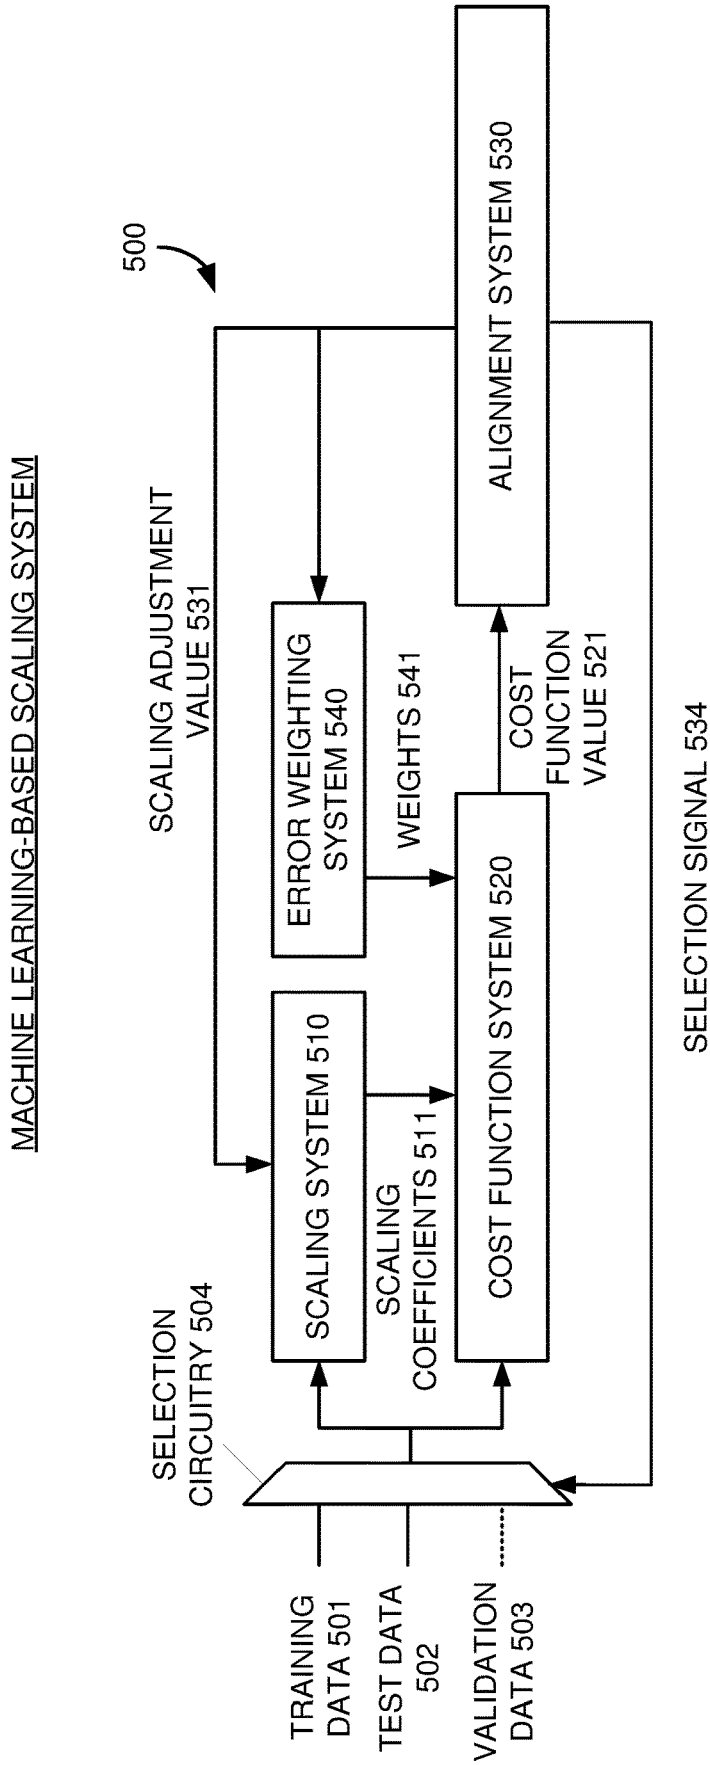 MACHINE LEARNING-BASED SCALING SYSTEM
500
SCALING ADJUSTMENT
VALUE 531
SELECTION
CIRCUITRY 504
SCALING SYSTEM 510
ERROR WEIGHTING
SYSTEM 540
SCALING
COEFFICIENTS 511
WEIGHTS 541
TRAINING
DATA 501
TEST DATA
502
VALIDATION
DATA 503
COST FUNCTION SYSTEM 520
COST
FUNCTION
VALUE 521
ALIGNMENT SYSTEM 530
SELECTION SIGNAL 534